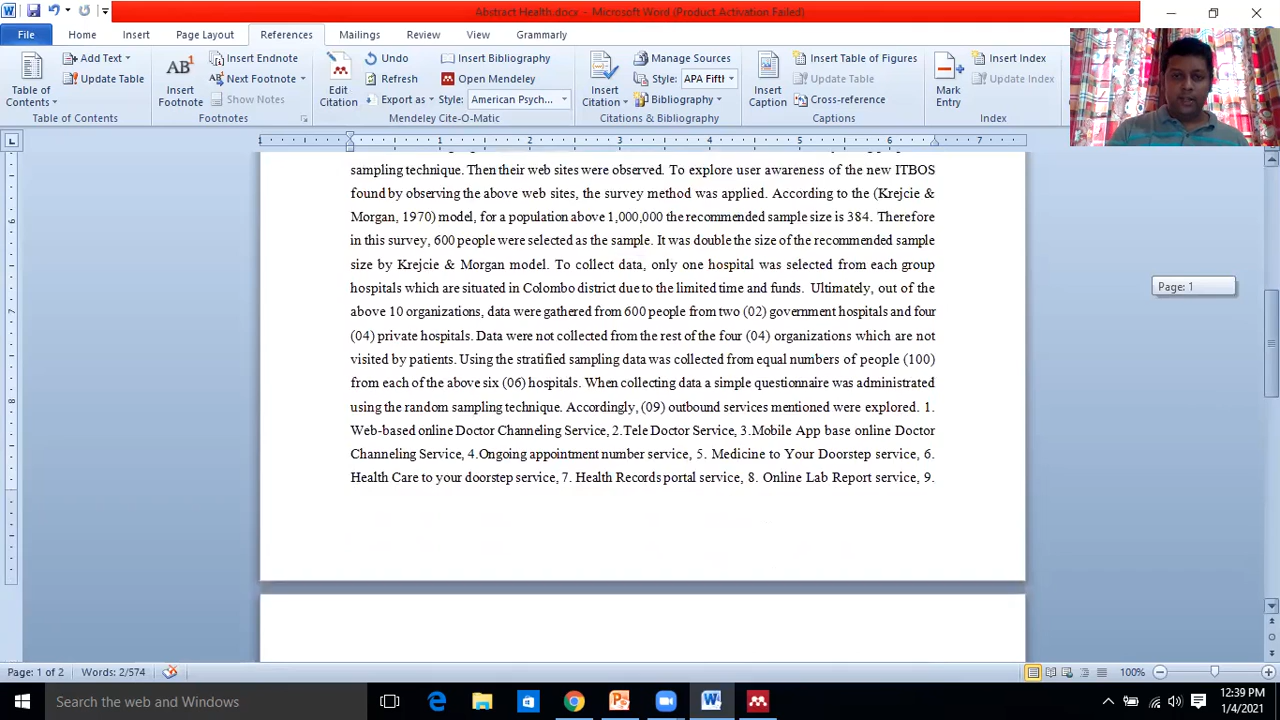 Abstract Health.docx - Microsoft Word (Product Activation Failed)
File Home Insert Page Layout References Mailings Review View Grammarly
Table of Contents
Add Text
Update Table
Table of Contents
Insert Footnote
AB1
Insert Endnote
Next Footnote
Show Notes
Footnotes
Edit Citation
Undo
Refresh
Export as
Insert Bibliography
Open Mendeley
Style: American Psych...
Mendeley Cite-O-Matic
Insert Citation
Manage Sources
Style: APA Fifth
Bibliography
Citations & Bibliography
Insert Caption
Insert Table of Figures
Update Table
Cross-reference
Captions
Mark Entry
Insert Index
Update Index
Index
1 1 2 3 4 5 6 7
sampling technique. Then their web sites were observed. To explore user awareness of the new ITBOS
found by observing the above web sites, the survey method was applied. According to the (Krejcie &
Morgan, 1970) model, for a population above 1,000,000 the recommended sample size is 384. Therefore
in this survey, 600 people were selected as the sample. It was double the size of the recommended sample
size by Krejcie & Morgan model. To collect data, only one hospital was selected from each group
hospitals which are situated in Colombo district due to the limited time and funds. Ultimately, out of the
above 10 organizations, data were gathered from 600 people from two (02) government hospitals and four
(04) private hospitals. Data were not collected from the rest of the four (04) organizations which are not
visited by patients. Using the stratified sampling data was collected from equal numbers of people (100)
from each of the above six (06) hospitals. When collecting data a simple questionnaire was administrated
using the random sampling technique. Accordingly, (09) outbound services mentioned were explored. 1.
Web-based online Doctor Channeling Service, 2.Tele Doctor Service, 3.Mobile App base online Doctor
Channeling Service, 4.Ongoing appointment number service, 5. Medicine to Your Doorstep service, 6.
Health Care to your doorstep service, 7. Health Records portal service, 8. Online Lab Report service, 9.
Page: 1
6
7
8
Page: 1 of 2 Words: 2/574
100%
Search the web and Windows
12:39 PM
1/4/2021